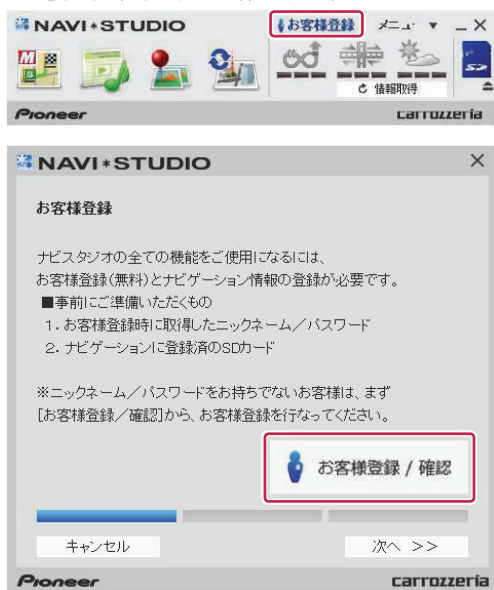 NAVI*STUDIO お客様登録 メニュー ▼ _ ×
情報取得
Pioneer carrozzeria
NAVI*STUDIO ×
お客様登録
ナビスタジオの全ての機能をご使用になるには、
お客様登録(無料)とナビゲーション情報の登録が必要です。
■事前にご準備いただくもの
1. お客様登録時に取得したニックネーム/パスワード
2. ナビゲーションに登録済のSDカード
※ニックネーム/パスワードをお持ちでないお客様は、まず
[お客様登録/確認]から、お客様登録を行なってください。
お客様登録 / 確認
キャンセル 次へ >>
Pioneer carrozzeria